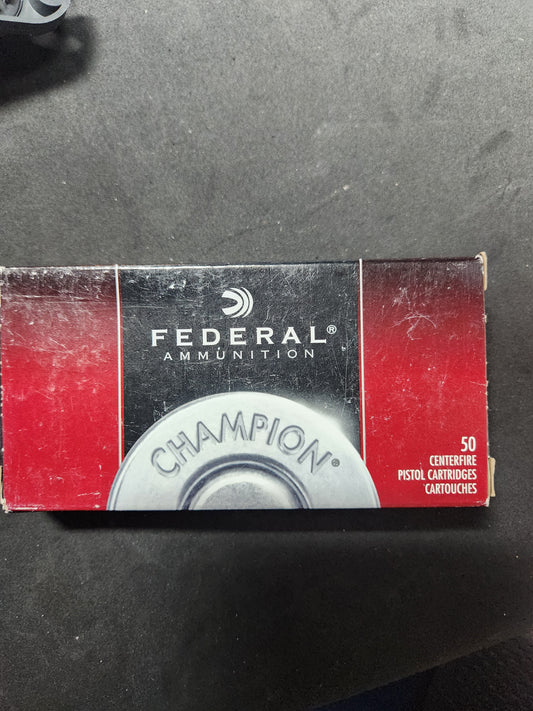 FEDERAL®
AMMUNITION
CHAMPION®
50
CENTERFIRE
PISTOL CARTRIDGES
CARTOUCHES